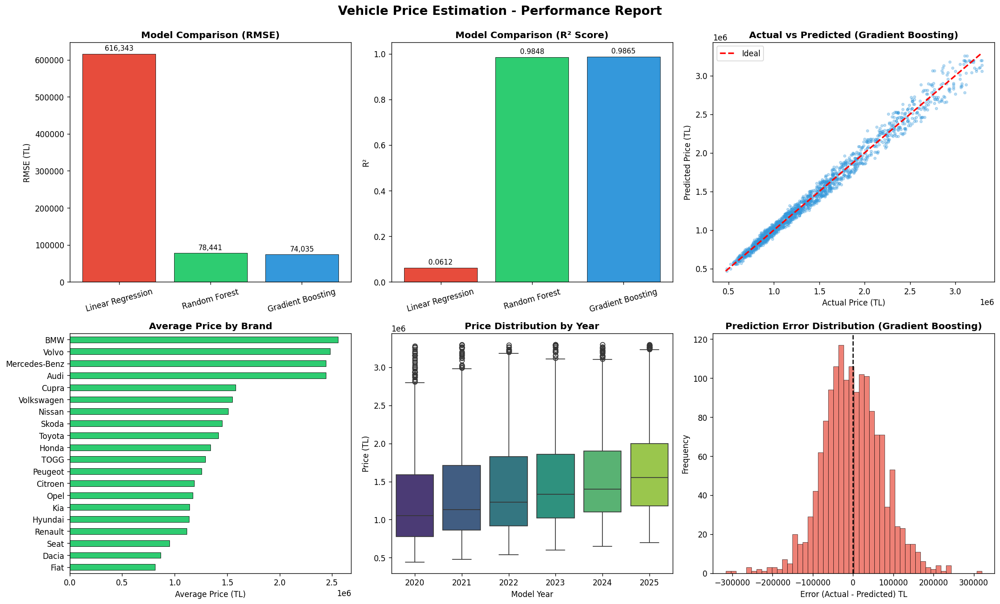 Vehicle Price Estimation - Performance Report
Model Comparison (RMSE)
616,343
78,441
74,035
600000
500000
400000
300000
200000
100000
0
RMSE (TL)
Linear Regression
Random Forest
Gradient Boosting
Model Comparison (R² Score)
0.0612
0.9848
0.9865
1.0
0.8
0.6
0.4
0.2
0.0
R²
Linear Regression
Random Forest
Gradient Boosting
Actual vs Predicted (Gradient Boosting)
1e6
Ideal
3.0
2.5
2.0
1.5
1.0
0.5
Predicted Price (TL)
0.5
1.0
1.5
2.0
2.5
3.0
1e6
Actual Price (TL)
Average Price by Brand
BMW
Volvo
Mercedes-Benz
Audi
Cupra
Volkswagen
Nissan
Skoda
Toyota
Honda
TOGG
Peugeot
Citroen
Opel
Kia
Hyundai
Renault
Seat
Dacia
Fiat
0.0
0.5
1.0
1.5
2.0
2.5
1e6
Average Price (TL)
Price Distribution by Year
1e6
3.0
2.5
2.0
1.5
1.0
0.5
Price (TL)
2020
2021
2022
2023
2024
2025
Model Year
Prediction Error Distribution (Gradient Boosting)
120
100
80
60
40
20
0
Frequency
−300000
−200000
−100000
0
100000
200000
300000
Error (Actual - Predicted) TL